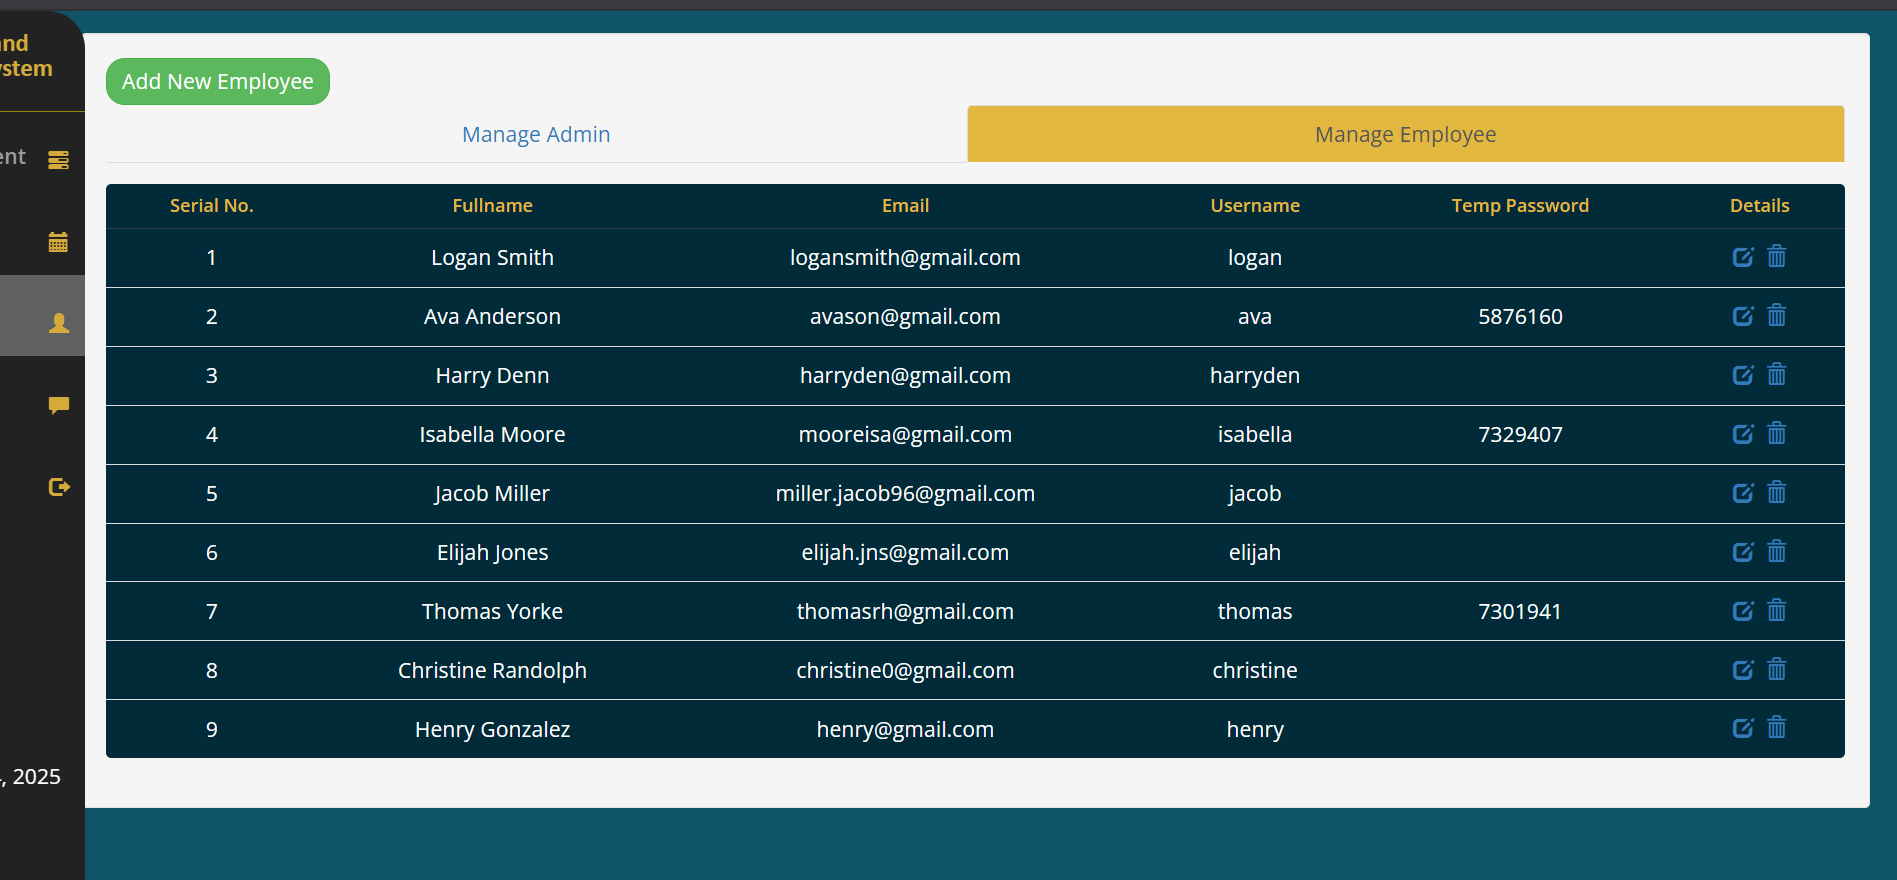 Add New Employee
Manage Admin Manage Employee
Serial No. Fullname Email Username Temp Password Details
1 Logan Smith logansmith@gmail.com logan
2 Ava Anderson avason@gmail.com ava 5876160
3 Harry Denn harryden@gmail.com harryden
4 Isabella Moore mooreisa@gmail.com isabella 7329407
5 Jacob Miller miller.jacob96@gmail.com jacob
6 Elijah Jones elijah.jns@gmail.com elijah
7 Thomas Yorke thomasrh@gmail.com thomas 7301941
8 Christine Randolph christine0@gmail.com christine
9 Henry Gonzalez henry@gmail.com henry
, 2025